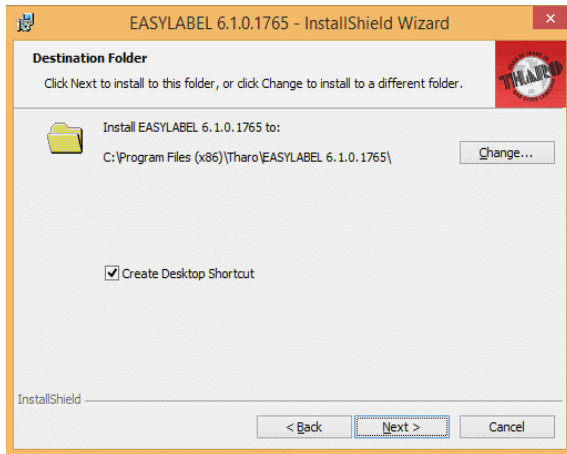 EASYLABEL 6.1.0.1765 - InstallShield Wizard
Destination Folder
Click Next to install to this folder, or click Change to install to a different folder.
THARO
Install EASYLABEL 6.1.0.1765 to:
C:\Program Files (x86)\Tharo\EASYLABEL 6.1.0.1765\
Change...
Create Desktop Shortcut
InstallShield
< Back
Next >
Cancel